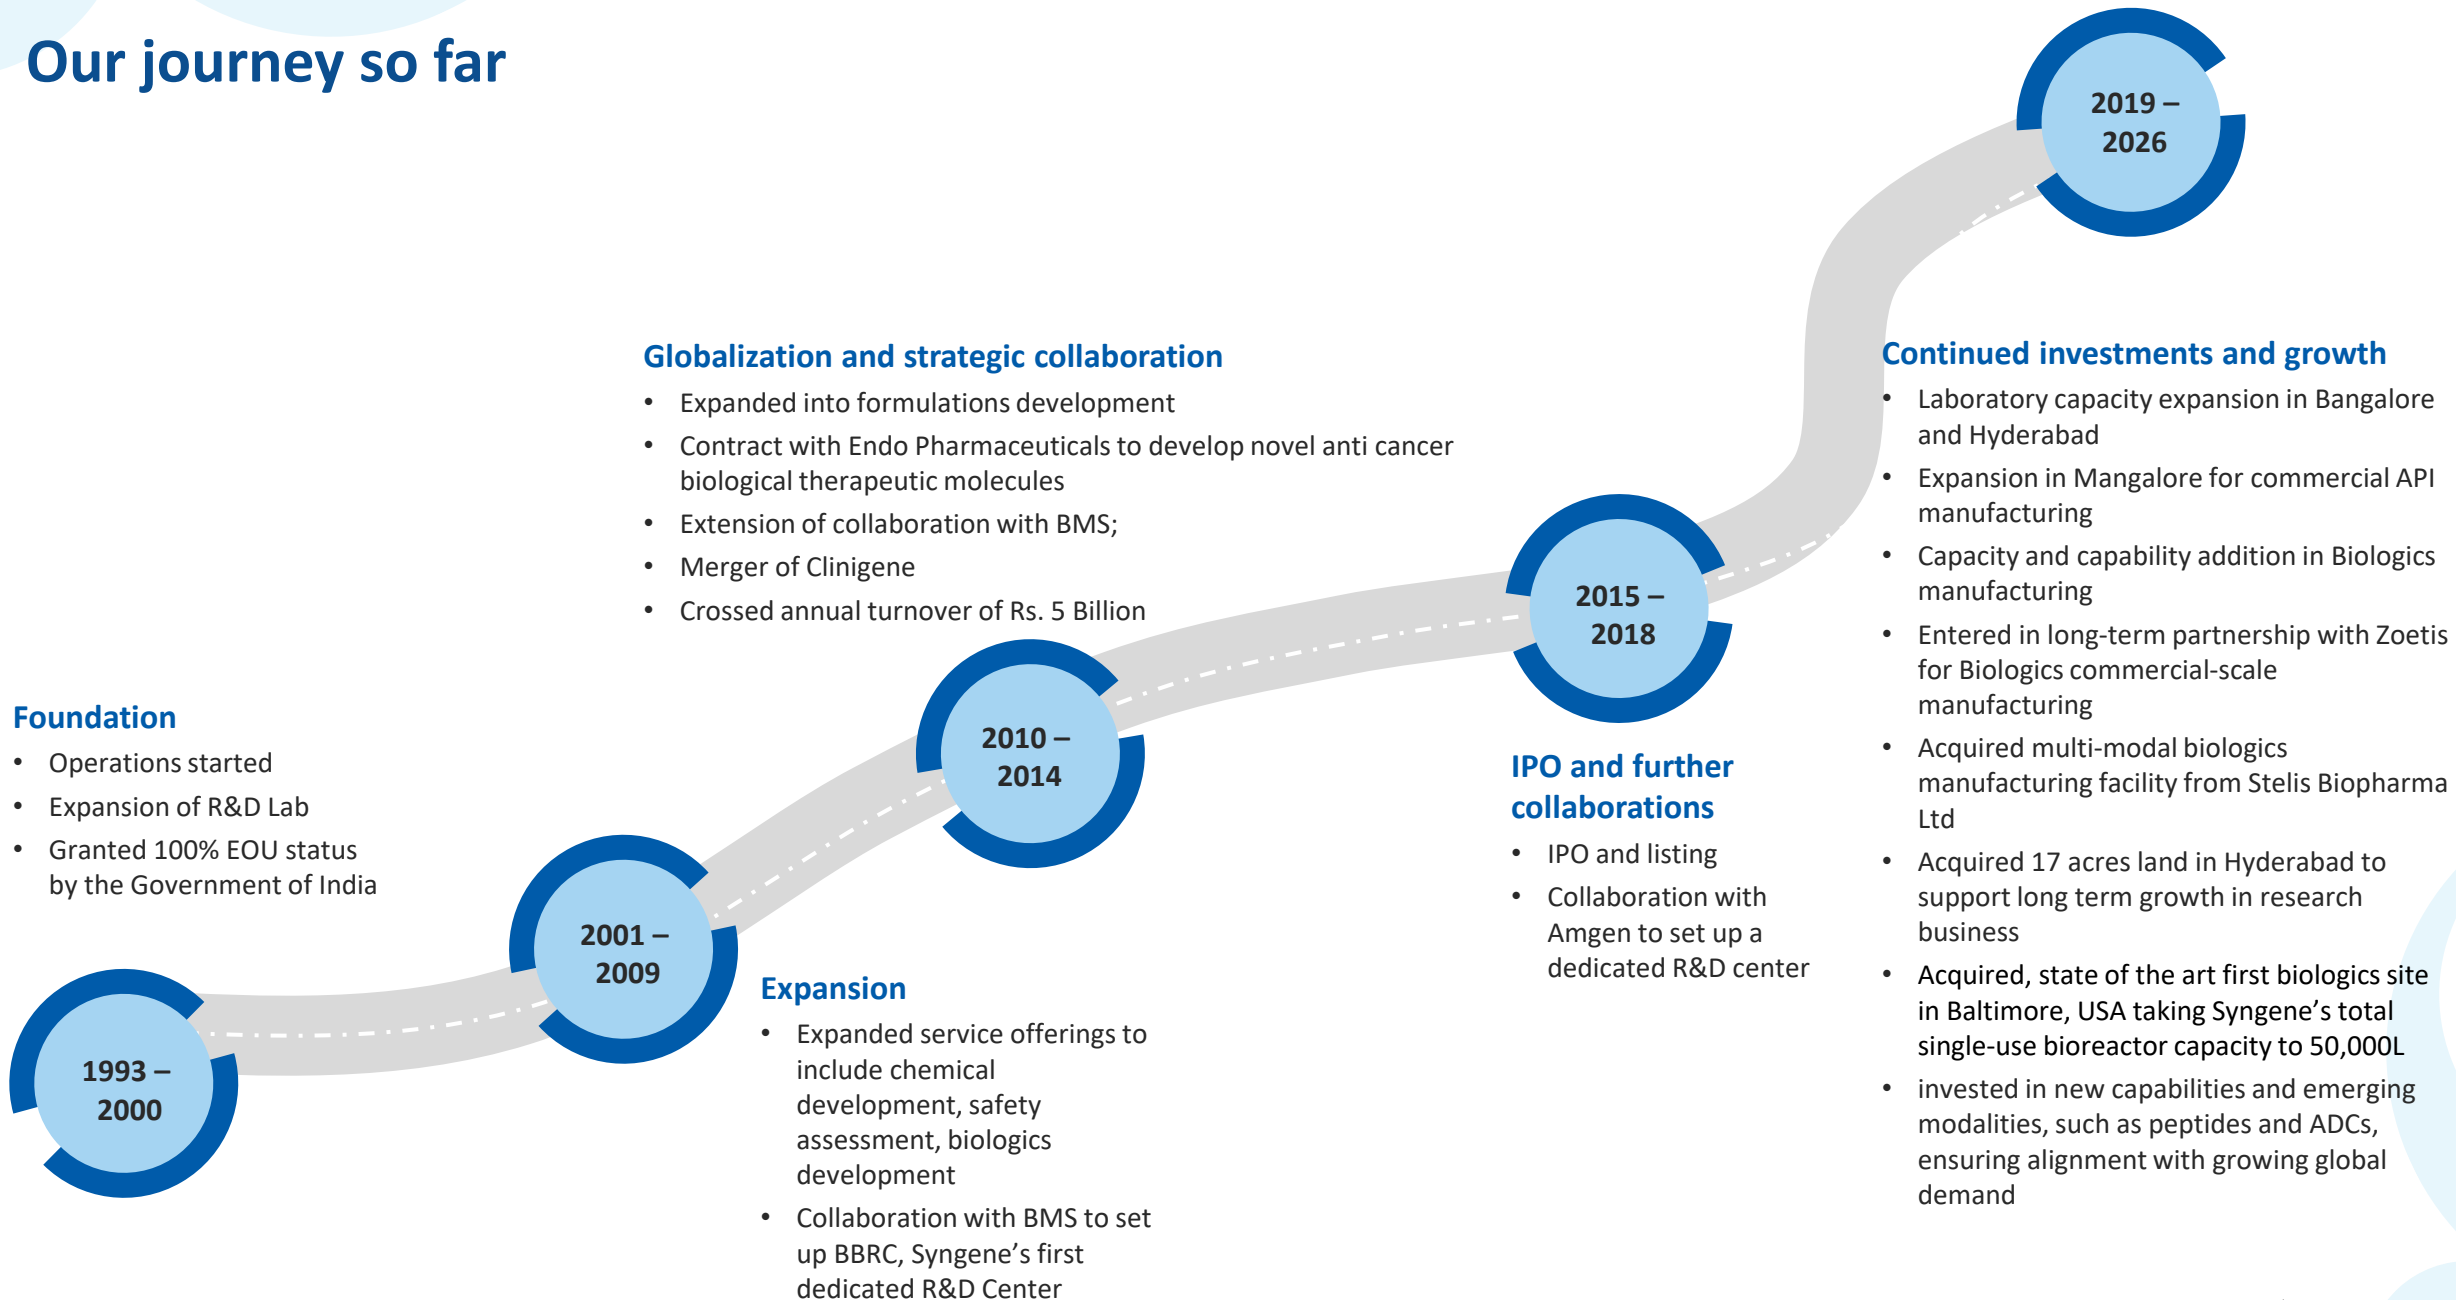 Our journey so far
1993 –
2000
Foundation
• Operations started
• Expansion of R&D Lab
• Granted 100% EOU status
by the Government of India
2001 –
2009
Expansion
• Expanded service offerings to
include chemical
development, safety
assessment, biologics
development
• Collaboration with BMS to set
up BBRC, Syngene’s first
dedicated R&D Center
2010 –
2014
Globalization and strategic collaboration
• Expanded into formulations development
• Contract with Endo Pharmaceuticals to develop novel anti cancer
biological therapeutic molecules
• Extension of collaboration with BMS;
• Merger of Clinigene
• Crossed annual turnover of Rs. 5 Billion
2015 –
2018
IPO and further
collaborations
• IPO and listing
• Collaboration with
Amgen to set up a
dedicated R&D center
2019 –
2026
Continued investments and growth
• Laboratory capacity expansion in Bangalore
and Hyderabad
• Expansion in Mangalore for commercial API
manufacturing
• Capacity and capability addition in Biologics
manufacturing
• Entered in long-term partnership with Zoetis
for Biologics commercial-scale
manufacturing
• Acquired multi-modal biologics
manufacturing facility from Stelis Biopharma
Ltd
• Acquired 17 acres land in Hyderabad to
support long term growth in research
business
• Acquired, state of the art first biologics site
in Baltimore, USA taking Syngene’s total
single-use bioreactor capacity to 50,000L
• invested in new capabilities and emerging
modalities, such as peptides and ADCs,
ensuring alignment with growing global
demand